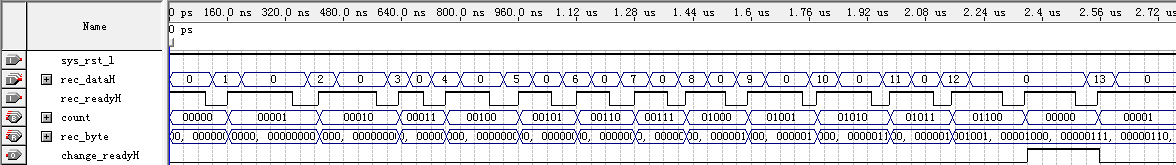 0 ps 160.0 ns 320.0 ns 480.0 ns 640.0 ns 800.0 ns 960.0 ns 1.12 us 1.28 us 1.44 us 1.6 us 1.76 us 1.92 us 2.08 us 2.24 us 2.4 us 2.56 us 2.72 us
Name
0 ps
sys_rst_l
rec_dataH 0 1 0 2 0 3 0 4 0 5 0 6 0 7 0 8 0 9 0 10 0 11 0 12 0 13 0
rec_readyH
count 00000 00001 00010 00011 00100 00101 00110 00111 01000 01001 01010 01011 01100 00000 00001
rec_byte 01001, 00001000, 00000111, 00000110,
change_readyH